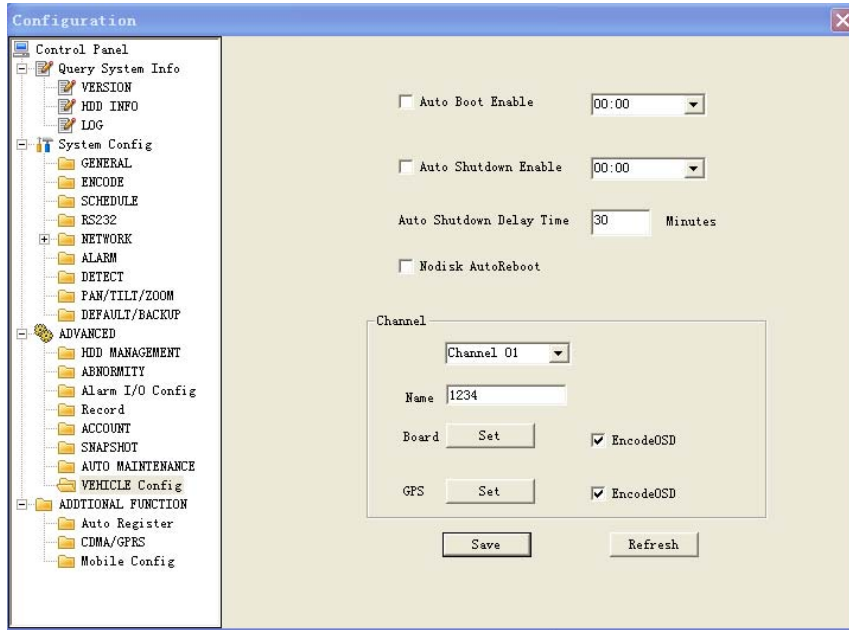 Configuration
Control Panel
Query System Info
VERSION
HDD INFO
LOG
System Config
GENERAL
ENCODE
SCHEDULE
RS232
NETWORK
ALARM
DETECT
PAN/TILT/ZOOM
DEFAULT/BACKUP
ADVANCED
HDD MANAGEMENT
ABNORMITY
Alarm I/O Config
Record
ACCOUNT
SNAPSHOT
AUTO MAINTENANCE
VEHICLE Config
ADDTIONAL FUNCTION
Auto Register
CDMA/GPRS
Mobile Config
Auto Boot Enable 00:00
Auto Shutdown Enable 00:00
Auto Shutdown Delay Time 30 Minutes
Nodisk AutoReboot
Channel
Channel 01
Name 1234
Board Set EncodeOSD
GPS Set EncodeOSD
Save Refresh